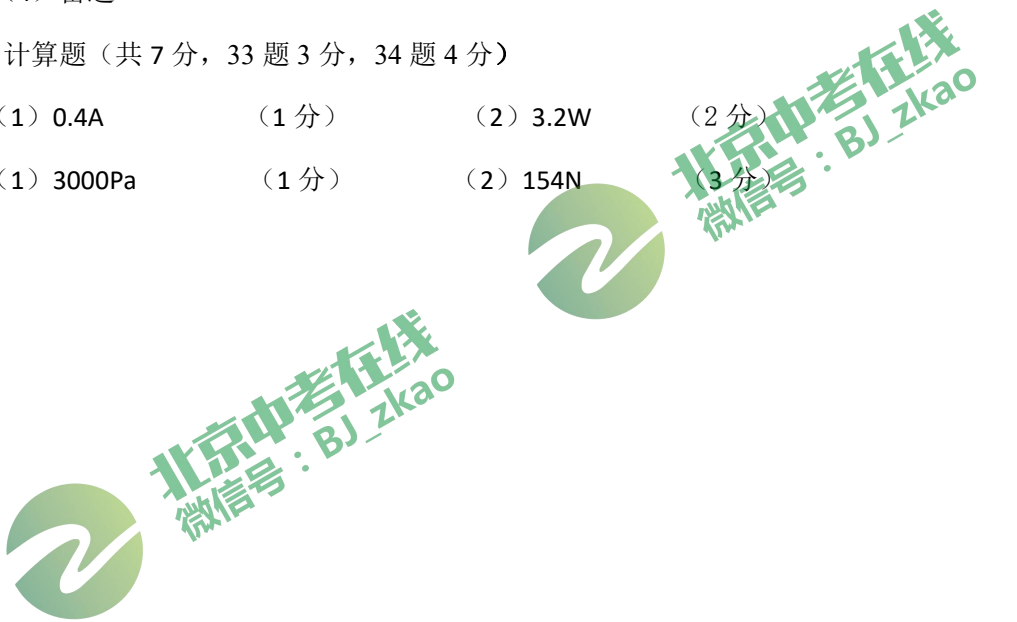 计算题（共 7 分，33 题 3 分，34 题 4 分）
（1）0.4A （1 分） （2）3.2W （2 分）
（1）3000Pa （1 分） （2）154N （3 分）
北京中考在线
微信号：BJ_zkao
北京中考在线
微信号：BJ_zkao